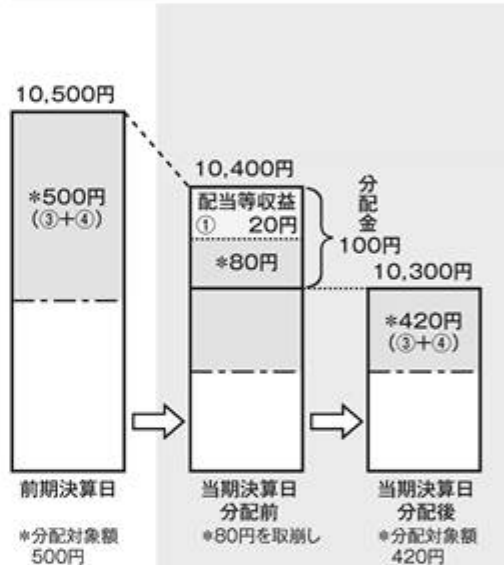 10,500円
*500円
(③+④)
前期決算日
*分配対象額
500円
10,400円
配当等収益
① 20円
*80円
分配金
100円
当期決算日
分配前
*80円を取崩し
10,300円
*420円
(③+④)
当期決算日
分配後
*分配対象額
420円